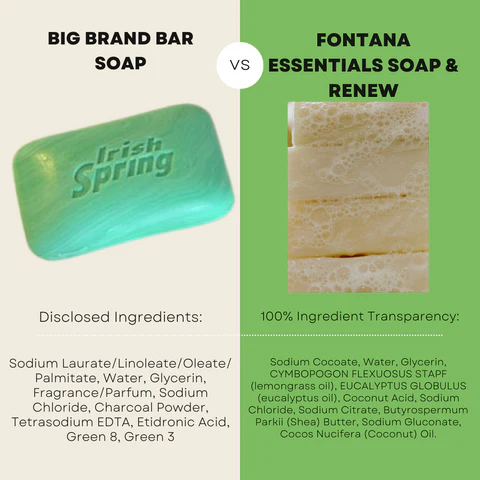 BIG BRAND BAR
SOAP
VS
FONTANA
ESSENTIALS SOAP &
RENEW
Irish
Spring
Disclosed Ingredients:
Sodium Laurate/Linoleate/Oleate/
Palmitate, Water, Glycerin,
Fragrance/Parfum, Sodium
Chloride, Charcoal Powder,
Tetrasodium EDTA, Etidronic Acid,
Green 8, Green 3
100% Ingredient Transparency:
Sodium Cocoate, Water, Glycerin,
CYMBOPOGON FLEXUOSUS STAPF
(lemongrass oil), EUCALYPTUS GLOBULUS
(eucalyptus oil), Coconut Acid, Sodium
Chloride, Sodium Citrate, Butyrospermum
Parkii (Shea) Butter, Sodium Gluconate,
Cocos Nucifera (Coconut) Oil.